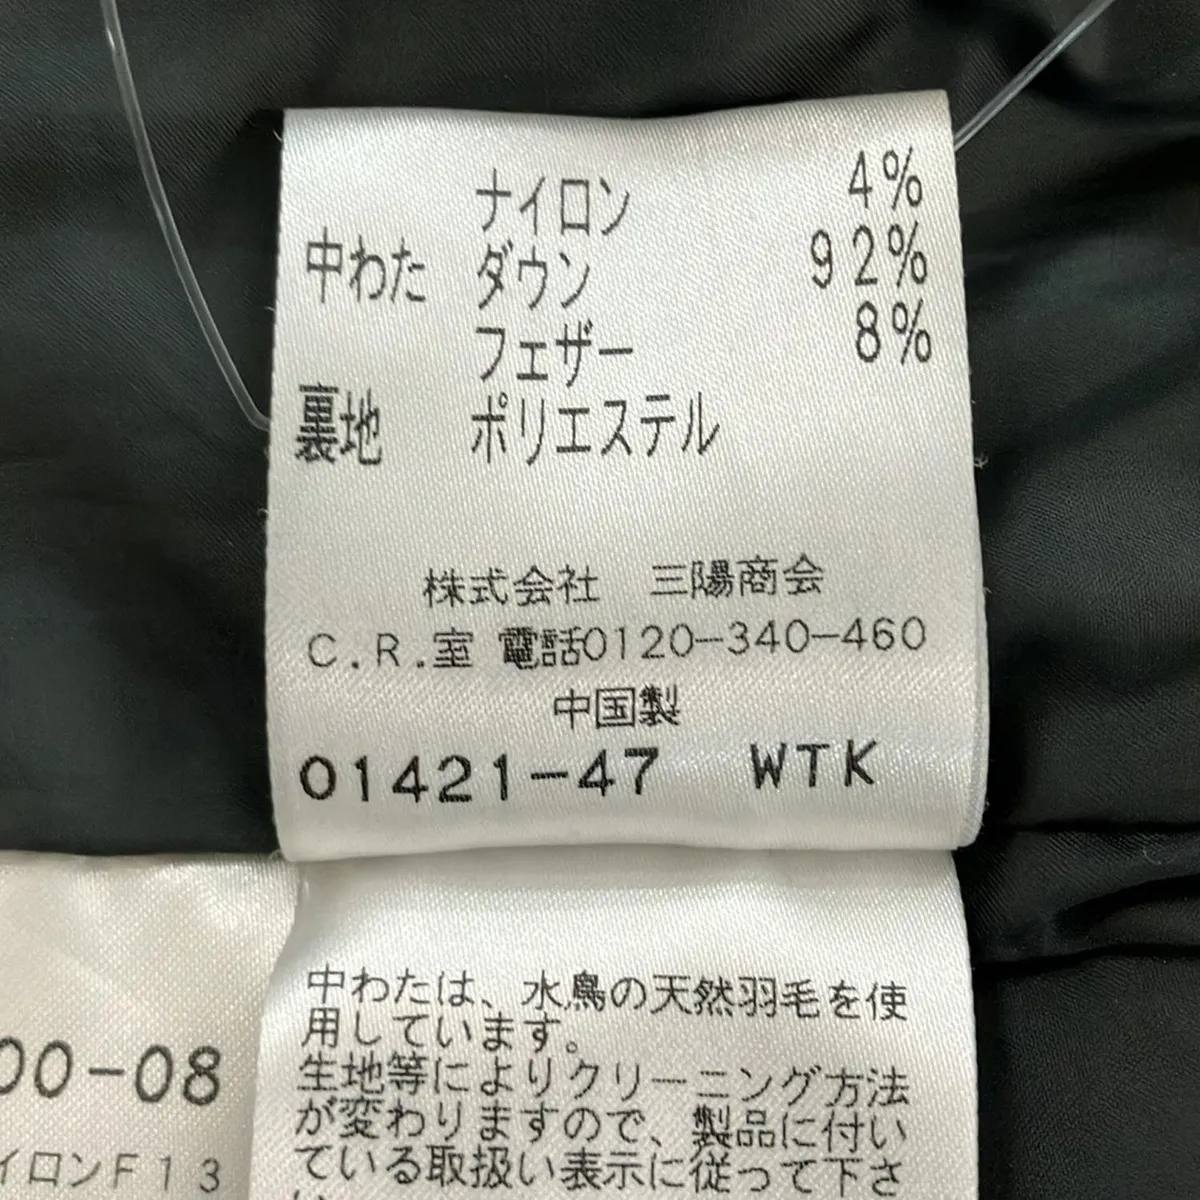 ナイロン 4%
中わた ダウン 92%
フェザー 8%
裏地 ポリエステル
株式会社 三陽商会
C.R.室 電話0120-340-460
中国製
01421-47 WTK
中わたは、水鳥の天然羽毛を使
用しています。
生地等によりクリーニング方法
が変わりますので、製品に付い
ている取扱い表示に従って下さ
00-08
イロンF13